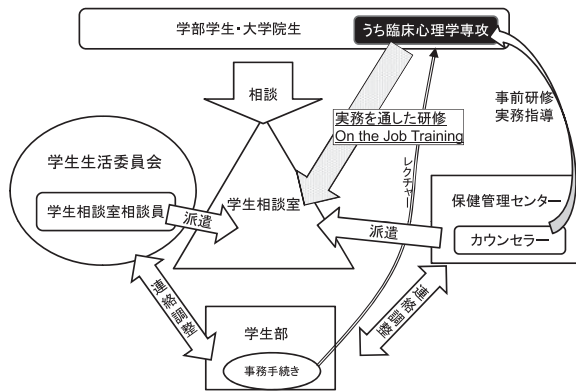 学部学生・大学院生
うち臨床心理学専攻
相談
実務を通した研修
On the Job Training
事前研修
実務指導
学生生活委員会
学生相談室相談員
派遣
学生相談室
レクチャー
保健管理センター
カウンセラー
派遣
連絡調整
学生部
事務手続き
連絡調整